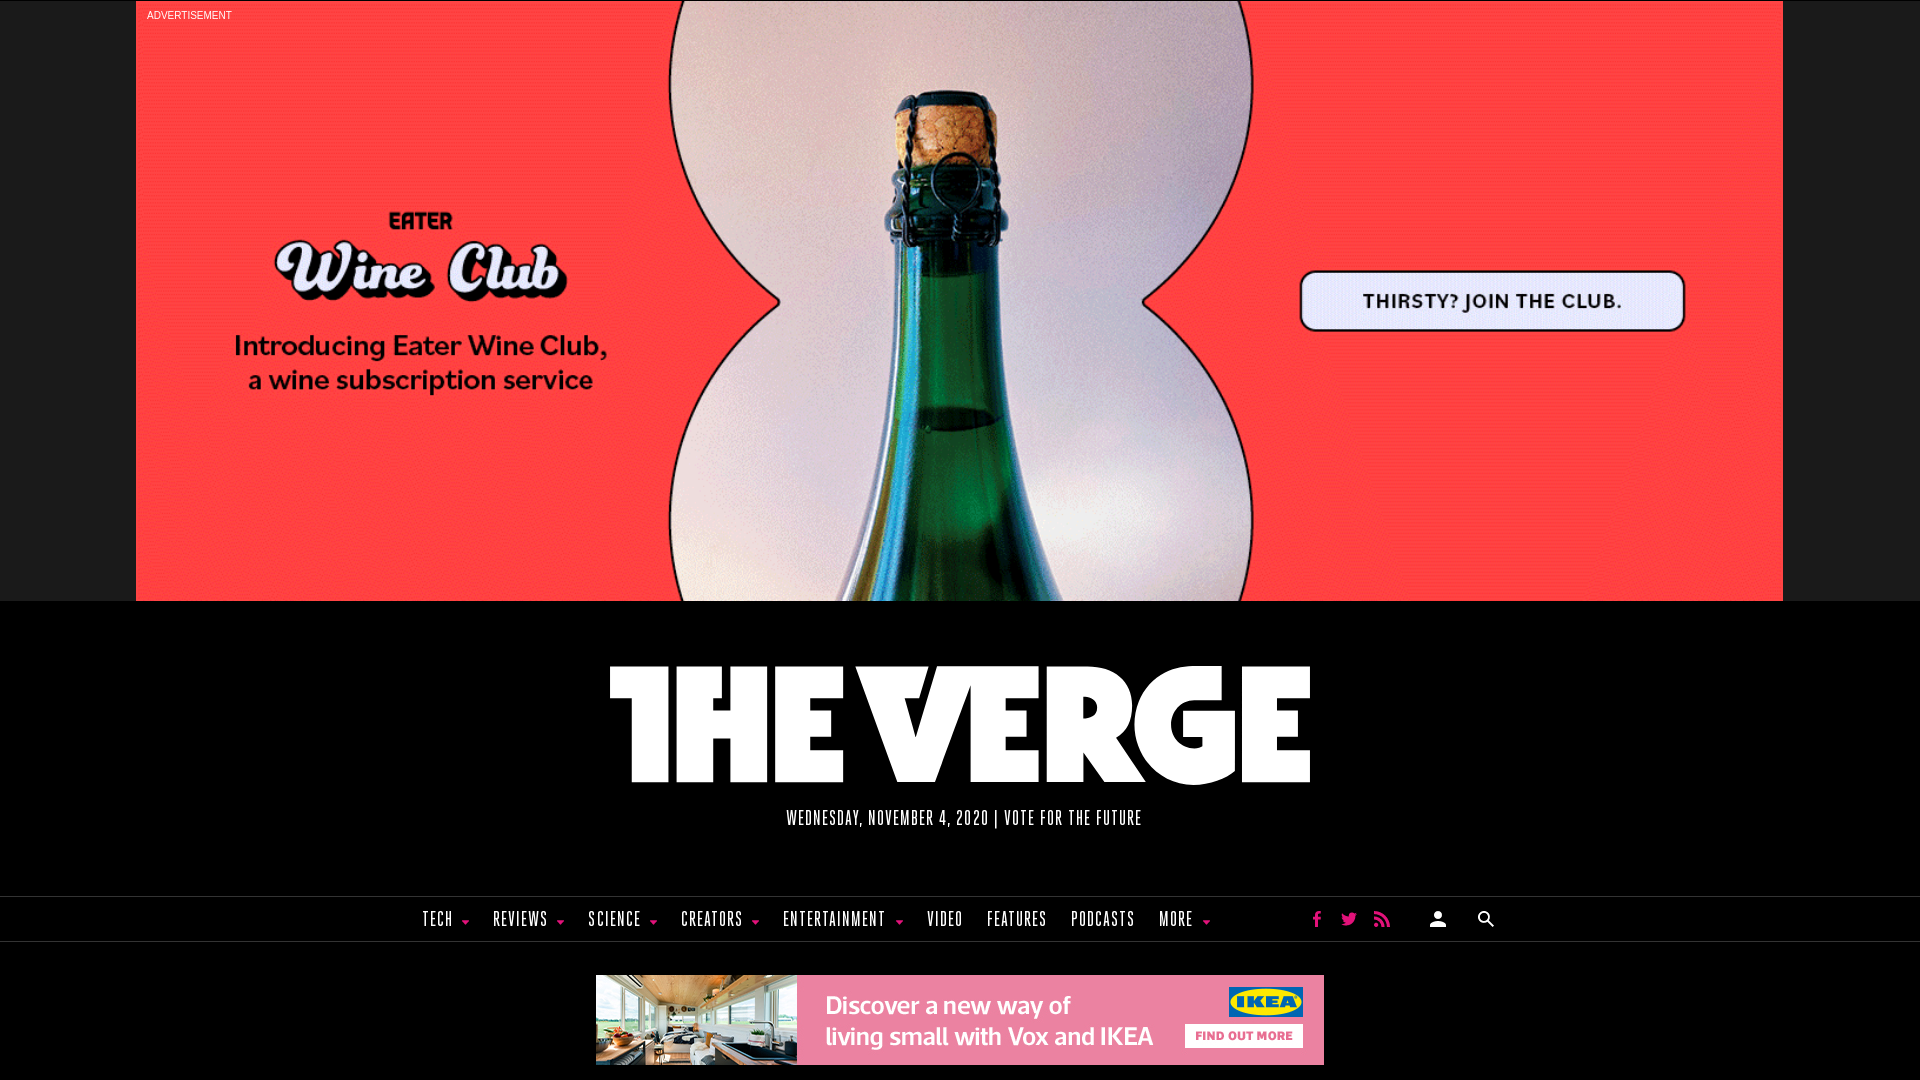 ADVERTISEMENT
EATER
Wine Club
Introducing Eater Wine Club,
a wine subscription service
THIRSTY? JOIN THE CLUB.
THE VERGE
WEDNESDAY, NOVEMBER 4, 2020 | VOTE FOR THE FUTURE
TECH REVIEWS SCIENCE CREATORS ENTERTAINMENT VIDEO FEATURES PODCASTS MORE
Discover a new way of
living small with Vox and IKEA
IKEA
FIND OUT MORE